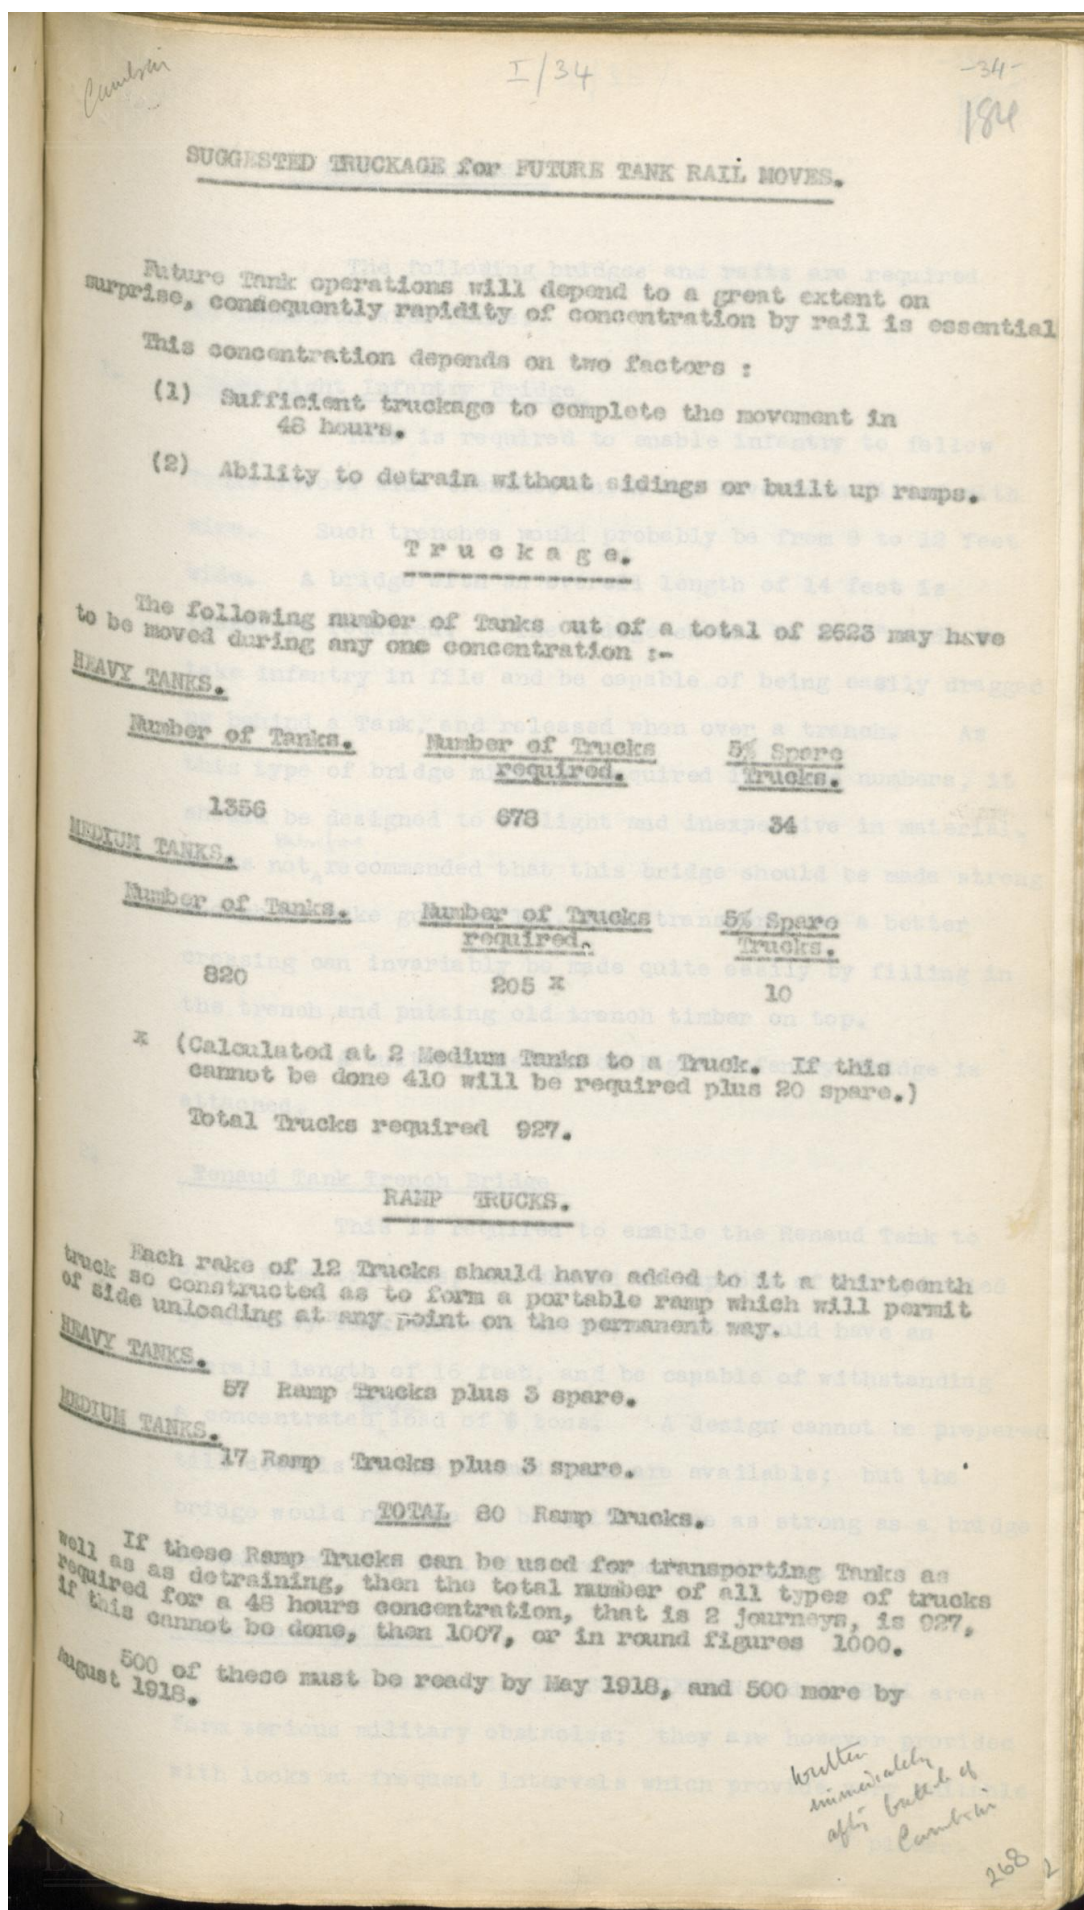 Cambrai
I/34
-34-
184
SUGGESTED TRUCKAGE for FUTURE TANK RAIL MOVES.
Future Tank operations will depend to a great extent on
surprise, consequently rapidity of concentration by rail is essential
This concentration depends on two factors :
(1) Sufficient truckage to complete the movement in
48 hours.
(2) Ability to detrain without sidings or built up ramps.
Truckage.
The following number of Tanks out of a total of 2623 may have
to be moved during any one concentration :-
HEAVY TANKS.
Number of Tanks. Number of Trucks 5% Spare
required. Trucks.
1356 678 34
MEDIUM TANKS.
Number of Tanks. Number of Trucks 5% Spare
required. Trucks.
820 205 x 10
x (Calculated at 2 Medium Tanks to a Truck. If this
cannot be done 410 will be required plus 20 spare.)
Total Trucks required 927.
RAMP TRUCKS.
Each rake of 12 Trucks should have added to it a thirteenth
truck so constructed as to form a portable ramp which will permit
of side unloading at any point on the permanent way.
HEAVY TANKS.
57 Ramp Trucks plus 3 spare.
MEDIUM TANKS.
17 Ramp Trucks plus 3 spare.
TOTAL 80 Ramp Trucks.
If these Ramp Trucks can be used for transporting Tanks as
well as as detraining, then the total number of all types of trucks
required for a 48 hours concentration, that is 2 journeys, is 927,
if this cannot be done, then 1007, or in round figures 1000.
500 of these must be ready by May 1918, and 500 more by
August 1918.
Written
immediately
after battle of
Cambrai
268
2